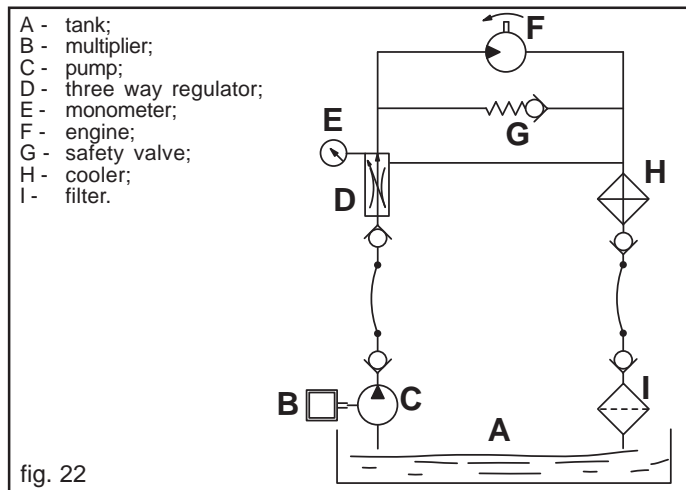 A - tank;
B - multiplier;
C - pump;
D - three way regulator;
E - monometer;
F - engine;
G - safety valve;
H - cooler;
I - filter.
F
E
G
H
D
B
C
I
A
fig. 22